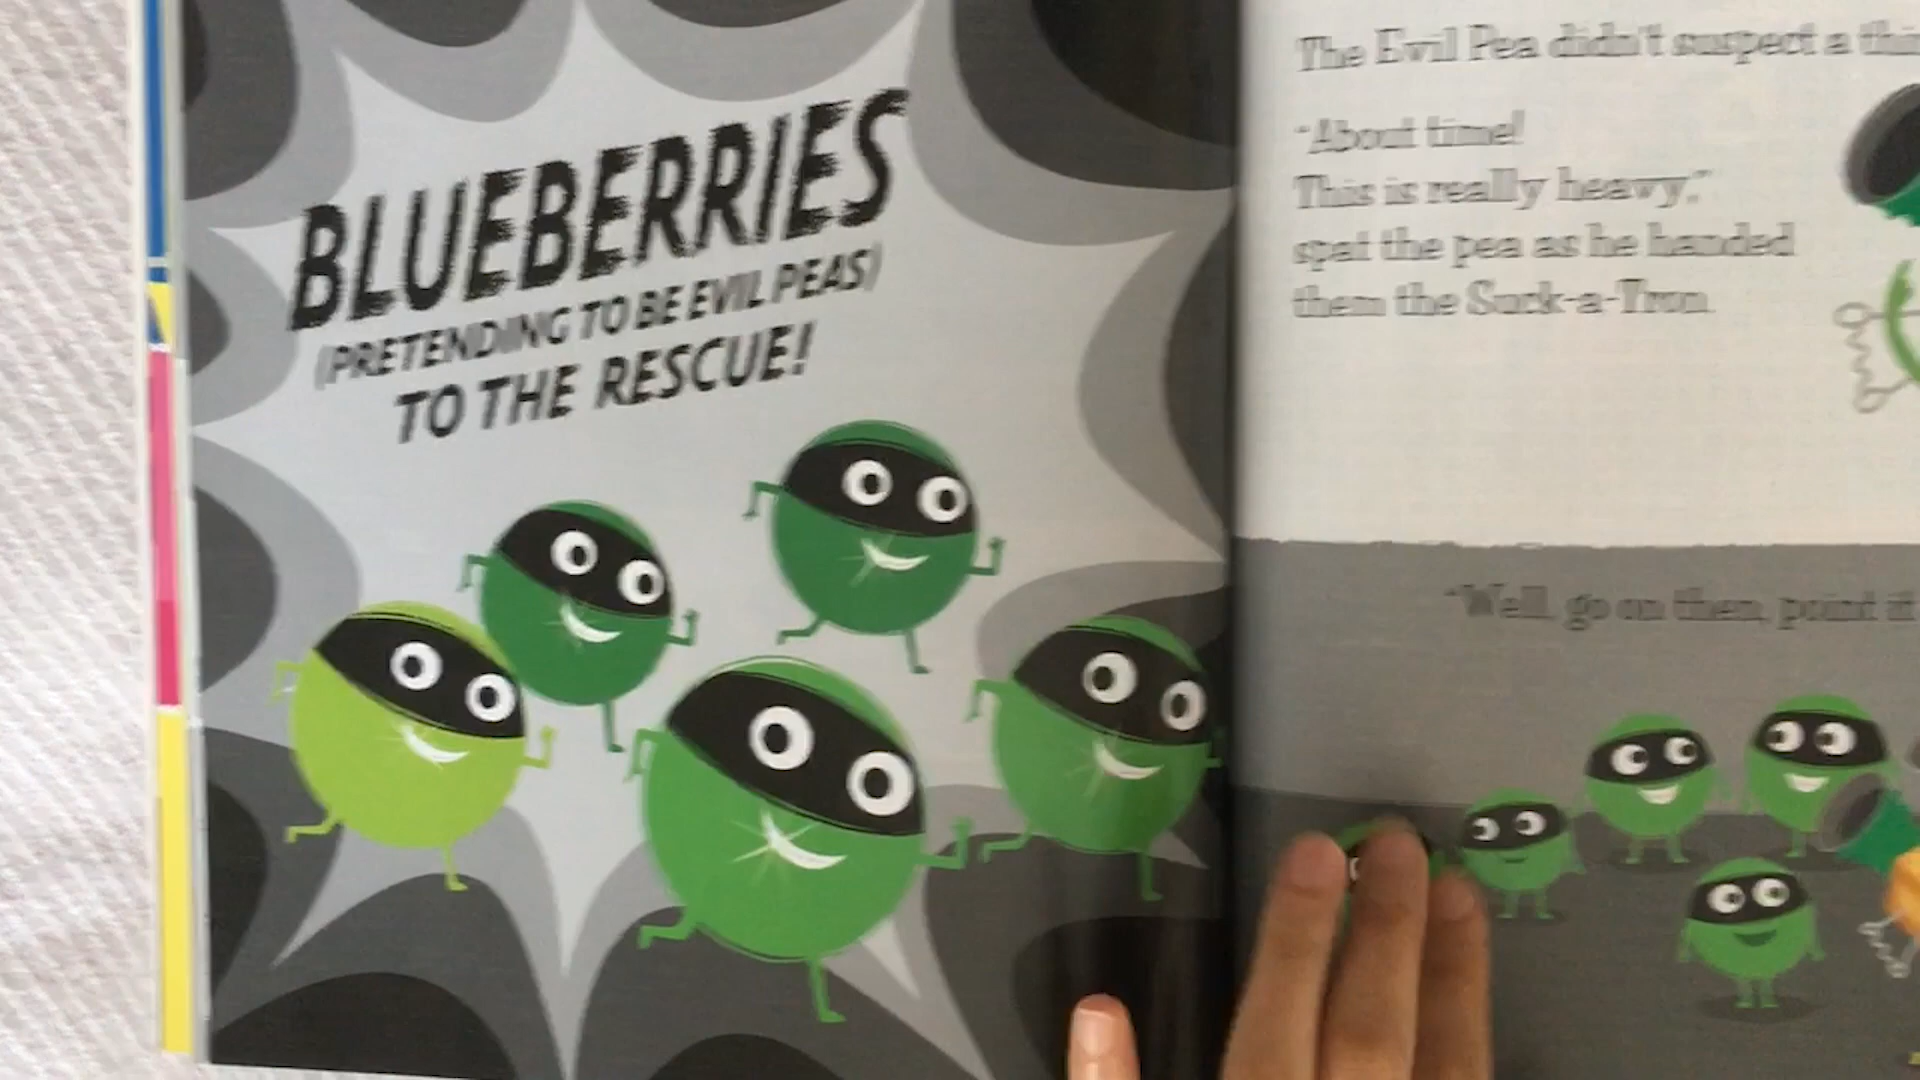 BLUEBERRIES
(PRETENDING TO BE EVIL PEAS)
TO THE RESCUE!
The Evil Pea didn't suspect a
"About time!
This is really heavy,"
spat the pea as he handed
them the Suck-a-Tron.
"Well, go on then, point it